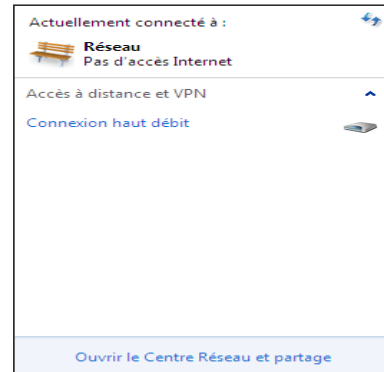 Actuellement connecté à :
Réseau
Pas d'accès Internet
Accès à distance et VPN
Connexion haut débit
Ouvrir le Centre Réseau et partage